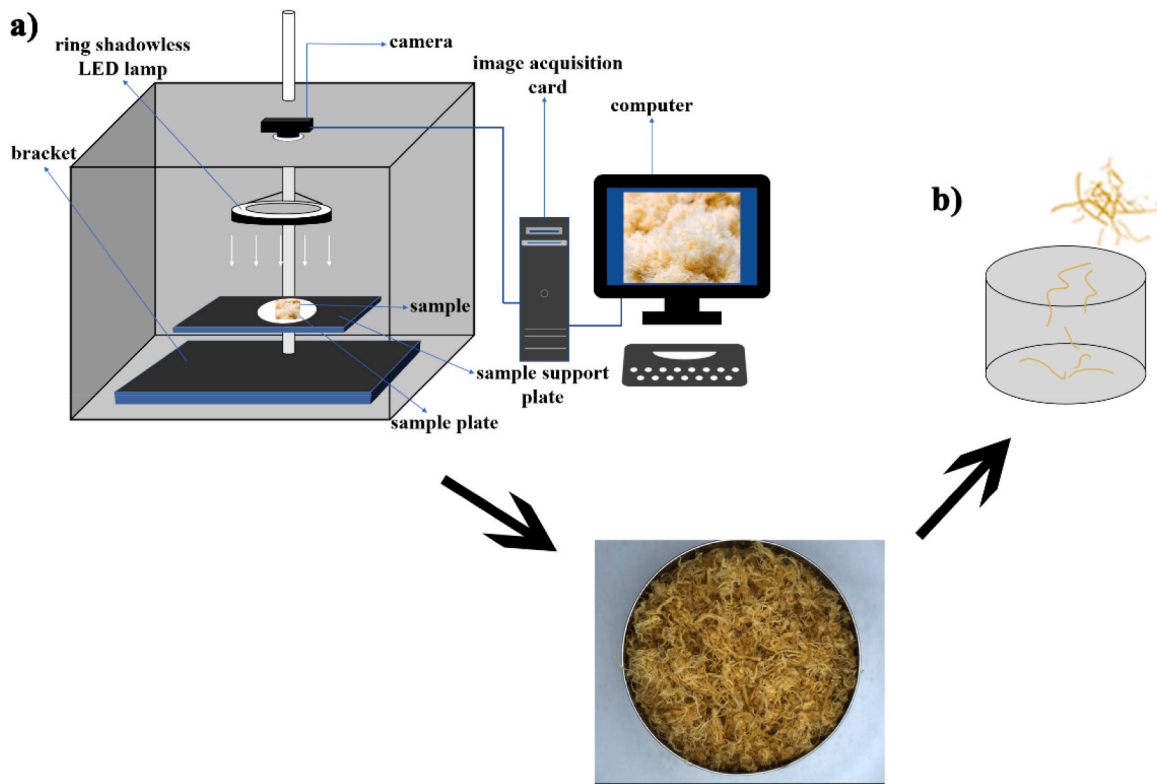 a)
ring shadowless
LED lamp
camera
image acquisition
card
computer
bracket
b)
sample
sample support
plate
sample plate